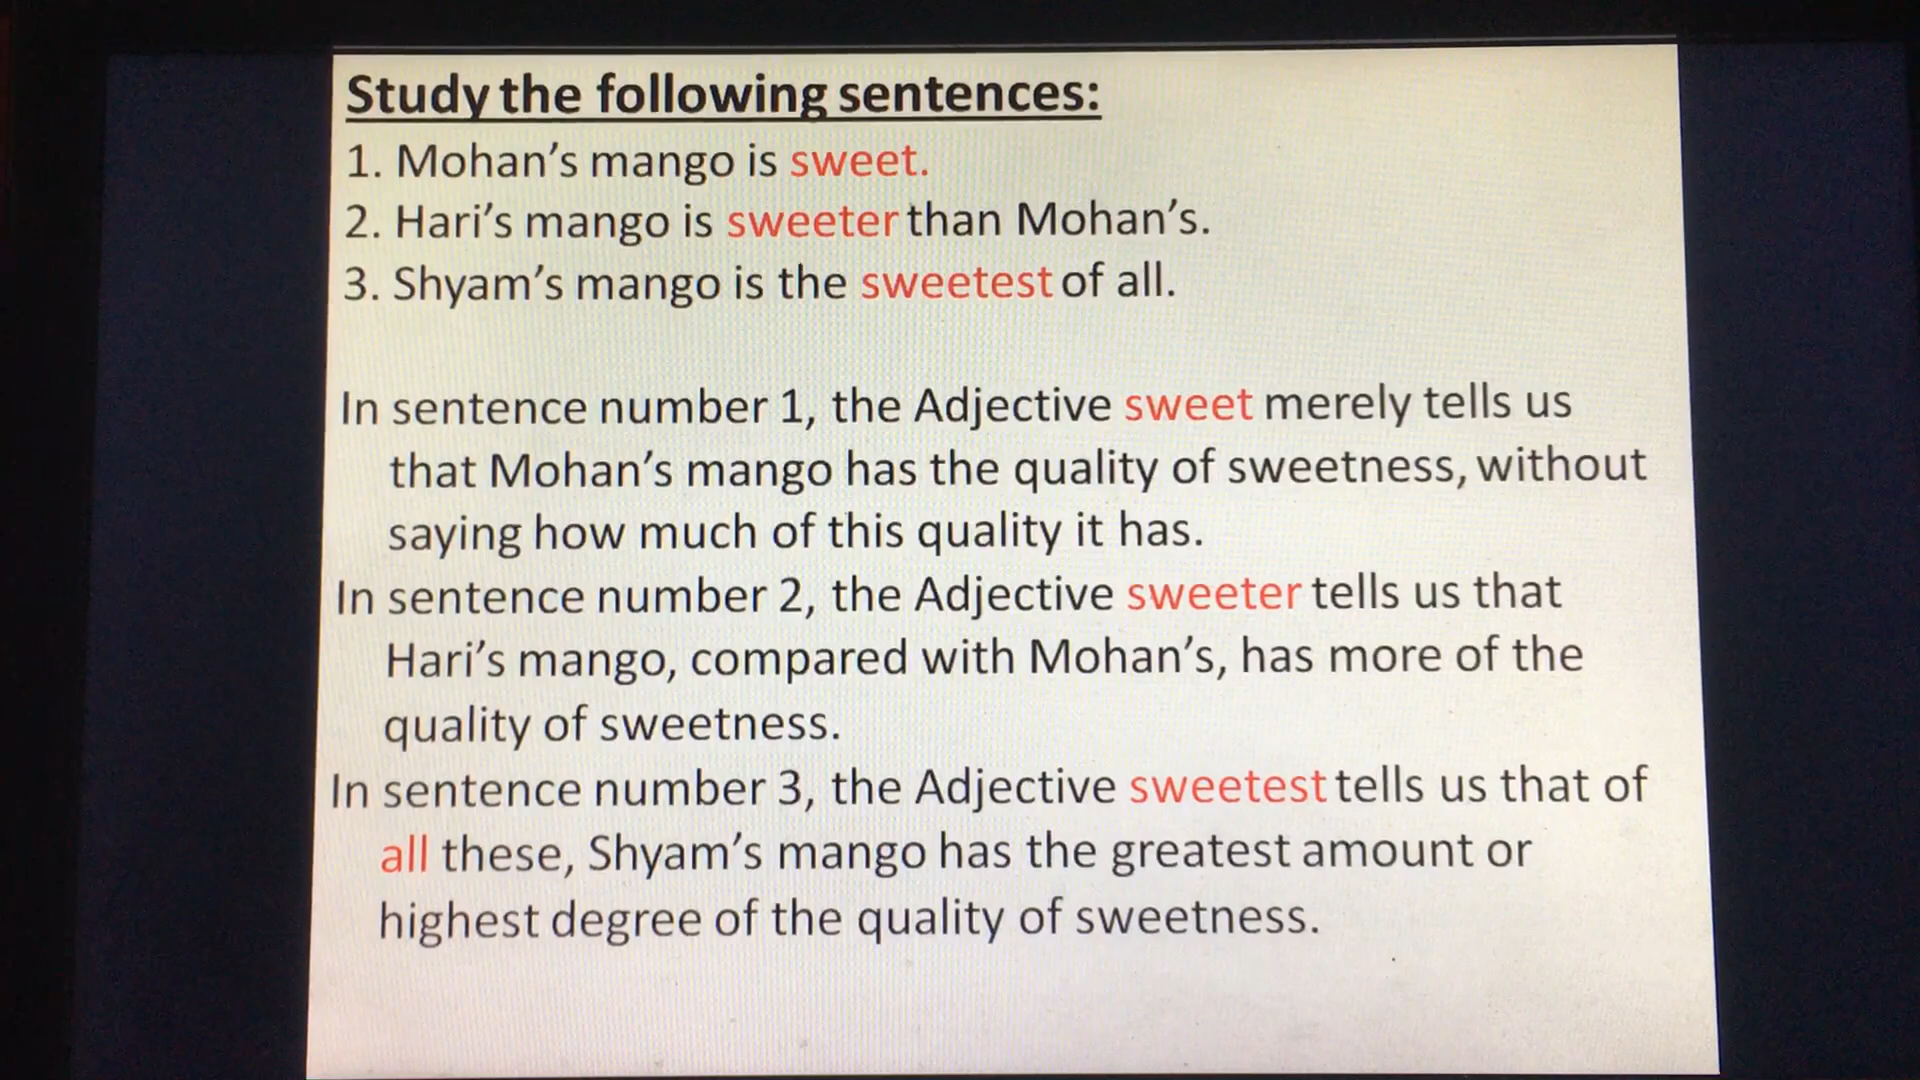 Study the following sentences:
1. Mohan’s mango is sweet.
2. Hari’s mango is sweeter than Mohan’s.
3. Shyam’s mango is the sweetest of all.
In sentence number 1, the Adjective sweet merely tells us
that Mohan’s mango has the quality of sweetness, without
saying how much of this quality it has.
In sentence number 2, the Adjective sweeter tells us that
Hari’s mango, compared with Mohan’s, has more of the
quality of sweetness.
In sentence number 3, the Adjective sweetest tells us that of
all these, Shyam’s mango has the greatest amount or
highest degree of the quality of sweetness.